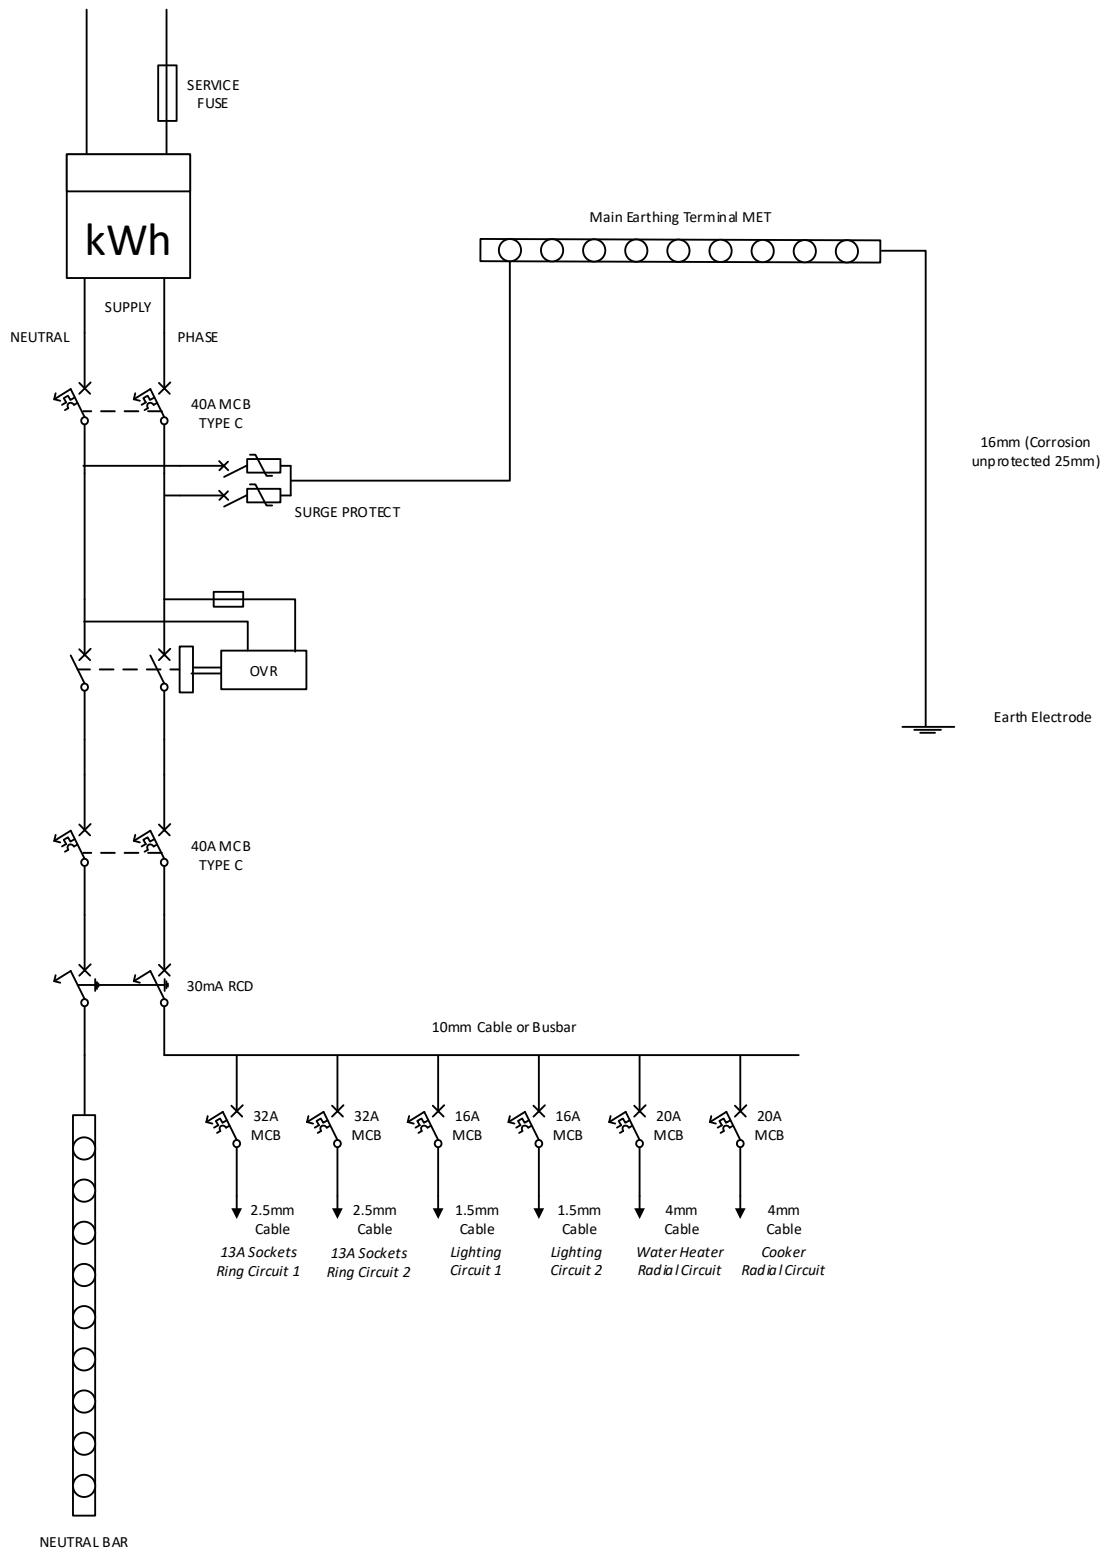 SERVICE
FUSE
kWh
Main Earthing Terminal MET
SUPPLY
NEUTRAL
PHASE
40A MCB
TYPE C
16mm (Corrosion
unprotected 25mm)
SURGE PROTECT
OVR
Earth Electrode
40A MCB
TYPE C
30mA RCD
10mm Cable or Busbar
32A
MCB
32A
MCB
16A
MCB
16A
MCB
20A
MCB
20A
MCB
2.5mm
Cable
2.5mm
Cable
1.5mm
Cable
1.5mm
Cable
4mm
Cable
4mm
Cable
13A Sockets
Ring Circuit 1
13A Sockets
Ring Circuit 2
Lighting
Circuit 1
Lighting
Circuit 2
Water Heater
Radial Circuit
Cooker
Radial Circuit
NEUTRAL BAR